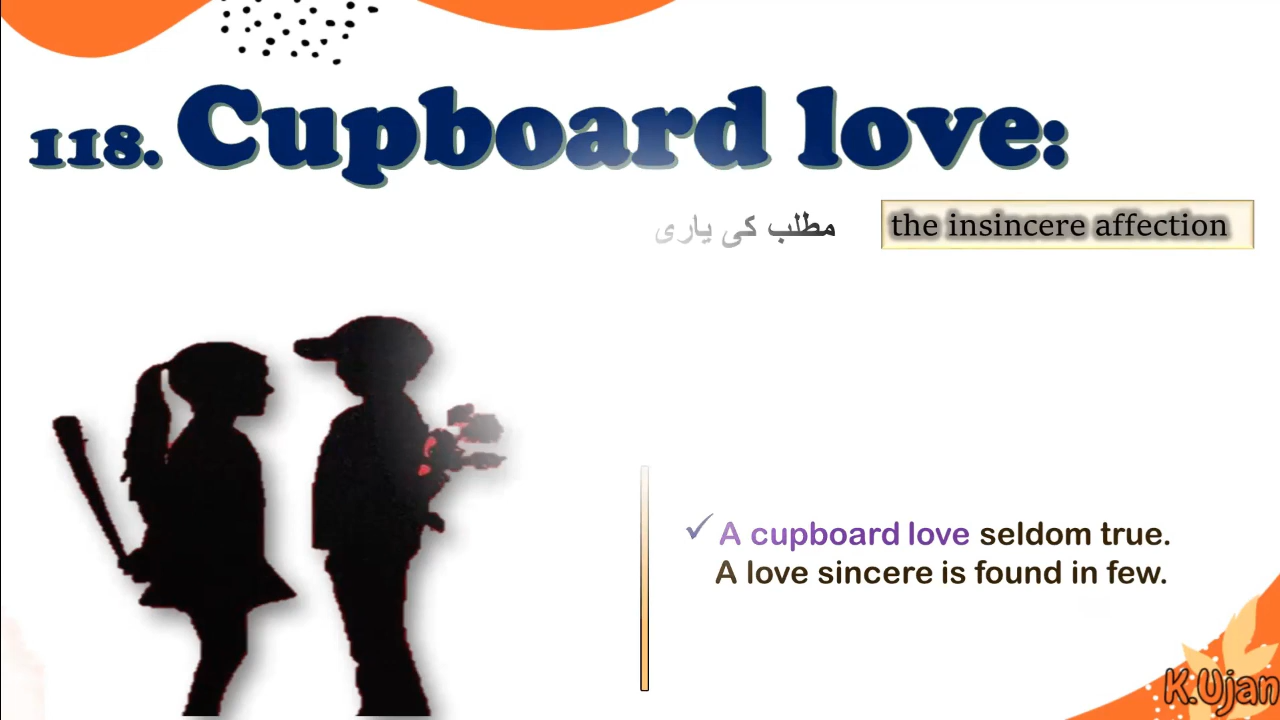 118. Cupboard love:
مطلب کی یاری
the insincere affection
✓ A cupboard love seldom true.
A love sincere is found in few.
K.Ujan